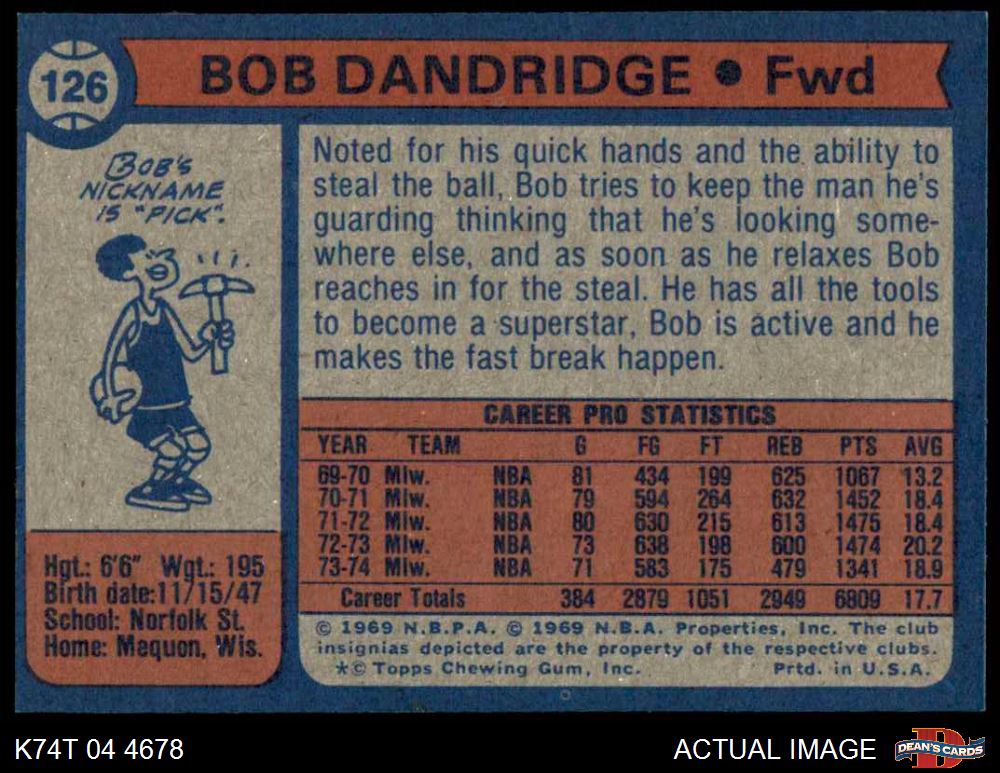 126
BOB DANDRIDGE • Fwd
BOB'S
NICKNAME
IS "PICK".
Noted for his quick hands and the ability to
steal the ball, Bob tries to keep the man he's
guarding thinking that he's looking some-
where else, and as soon as he relaxes Bob
reaches in for the steal. He has all the tools
to become a superstar, Bob is active and he
makes the fast break happen.
Hgt.: 6'6" Wgt.: 195
Birth date:11/15/47
School: Norfolk St.
Home: Mequon, Wis.
CAREER PRO STATISTICS
YEAR TEAM G FG FT REB PTS AVG
69-70 Mlw. NBA 81 434 199 625 1067 13.2
70-71 Mlw. NBA 79 594 264 632 1452 18.4
71-72 Mlw. NBA 80 630 215 613 1475 18.4
72-73 Mlw. NBA 73 638 198 600 1474 20.2
73-74 Mlw. NBA 71 583 175 479 1341 18.9
Career Totals 384 2879 1051 2949 6809 17.7
© 1969 N.B.P.A. © 1969 N.B.A. Properties, Inc. The club
insignias depicted are the property of the respective clubs.
*© Topps Chewing Gum, Inc. Prtd. in U.S.A.
K74T 04 4678
ACTUAL IMAGE
DEAN'S CARDS